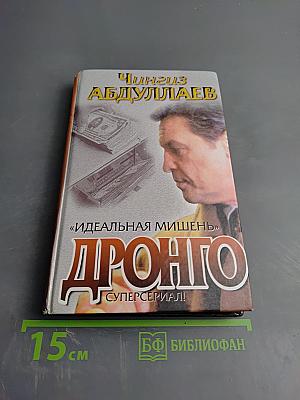 Чингиз
АБДУЛЛАЕВ
«ИДЕАЛЬНАЯ МИШЕНЬ»
ДРОНГО
СУПЕРСЕРИАЛ!
15 см
БФ БИБЛИОФАН